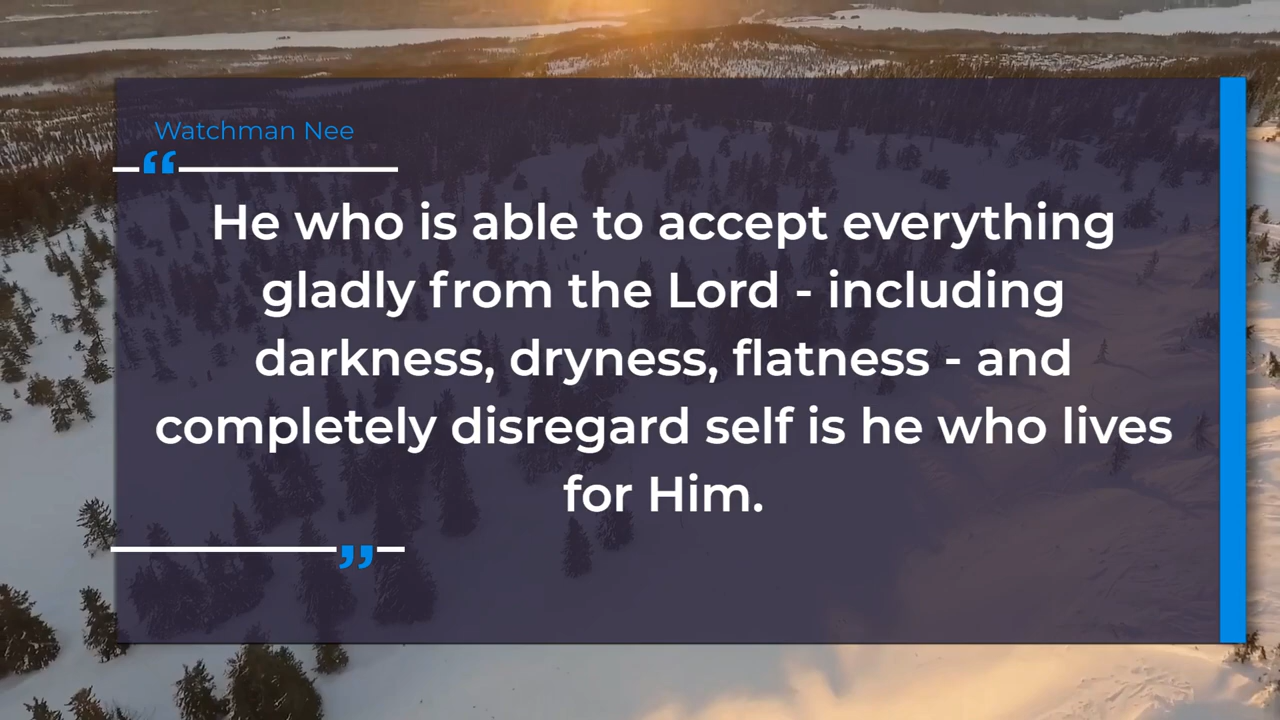 Watchman Nee
“
He who is able to accept everything
gladly from the Lord - including
darkness, dryness, flatness - and
completely disregard self is he who lives
for Him.
”